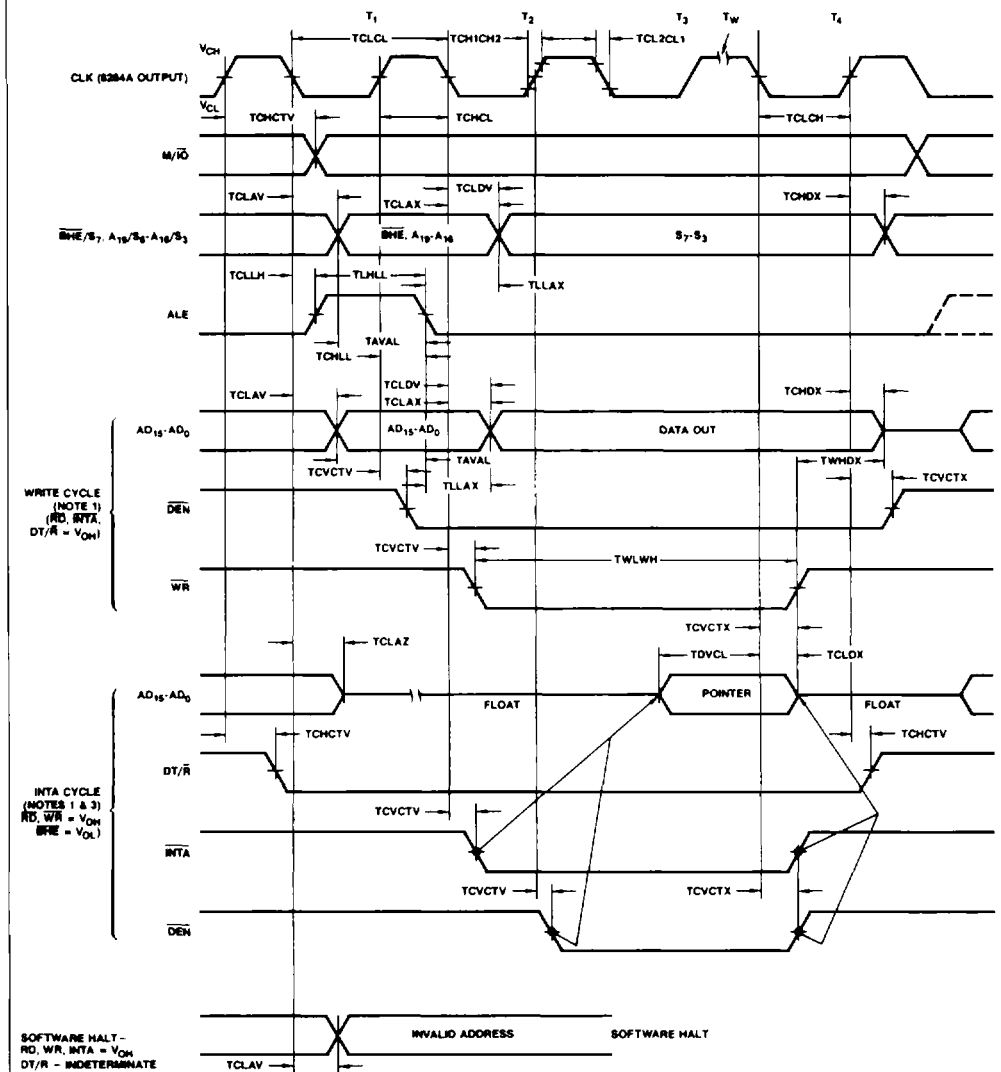 T1 T2 T3 TW T4
TCLCL TCH1CH2 TCL2CL1
VCH
CLK (8284A OUTPUT)
VCL
TCHCTV TCHCL TCLCH
M/IO
TCLDV
TCLAV TCLAX TCHDX
BHE/S7, A19/S6-A16/S3 BHE, A19-A16 S7-S3
TCLLH TLHLL TLLAX
ALE
TAVAL
TCHLL
TCLDV
TCLAV TCLAX TCHDX
AD15-AD0 AD15-AD0 DATA OUT
TCVCTV TAVAL TWHDX
TLLAX TCVCTX
WRITE CYCLE
(NOTE 1)
(RD, INTA,
DT/R = VOH)
DEN
TCVCTV TWLWH
WR
TCVCTX
TCLAZ TDVCL TCLDX
AD15-AD0 FLOAT POINTER FLOAT
TCHCTV TCHCTV
DT/R
INTA CYCLE
(NOTES 1 & 3)
RD, WR = VOH
BHE = VOL)
TCVCTV
INTA
TCVCTV TCVCTX
DEN
SOFTWARE HALT –
RD, WR, INTA = VOH
DT/R – INDETERMINATE
INVALID ADDRESS SOFTWARE HALT
TCLAV